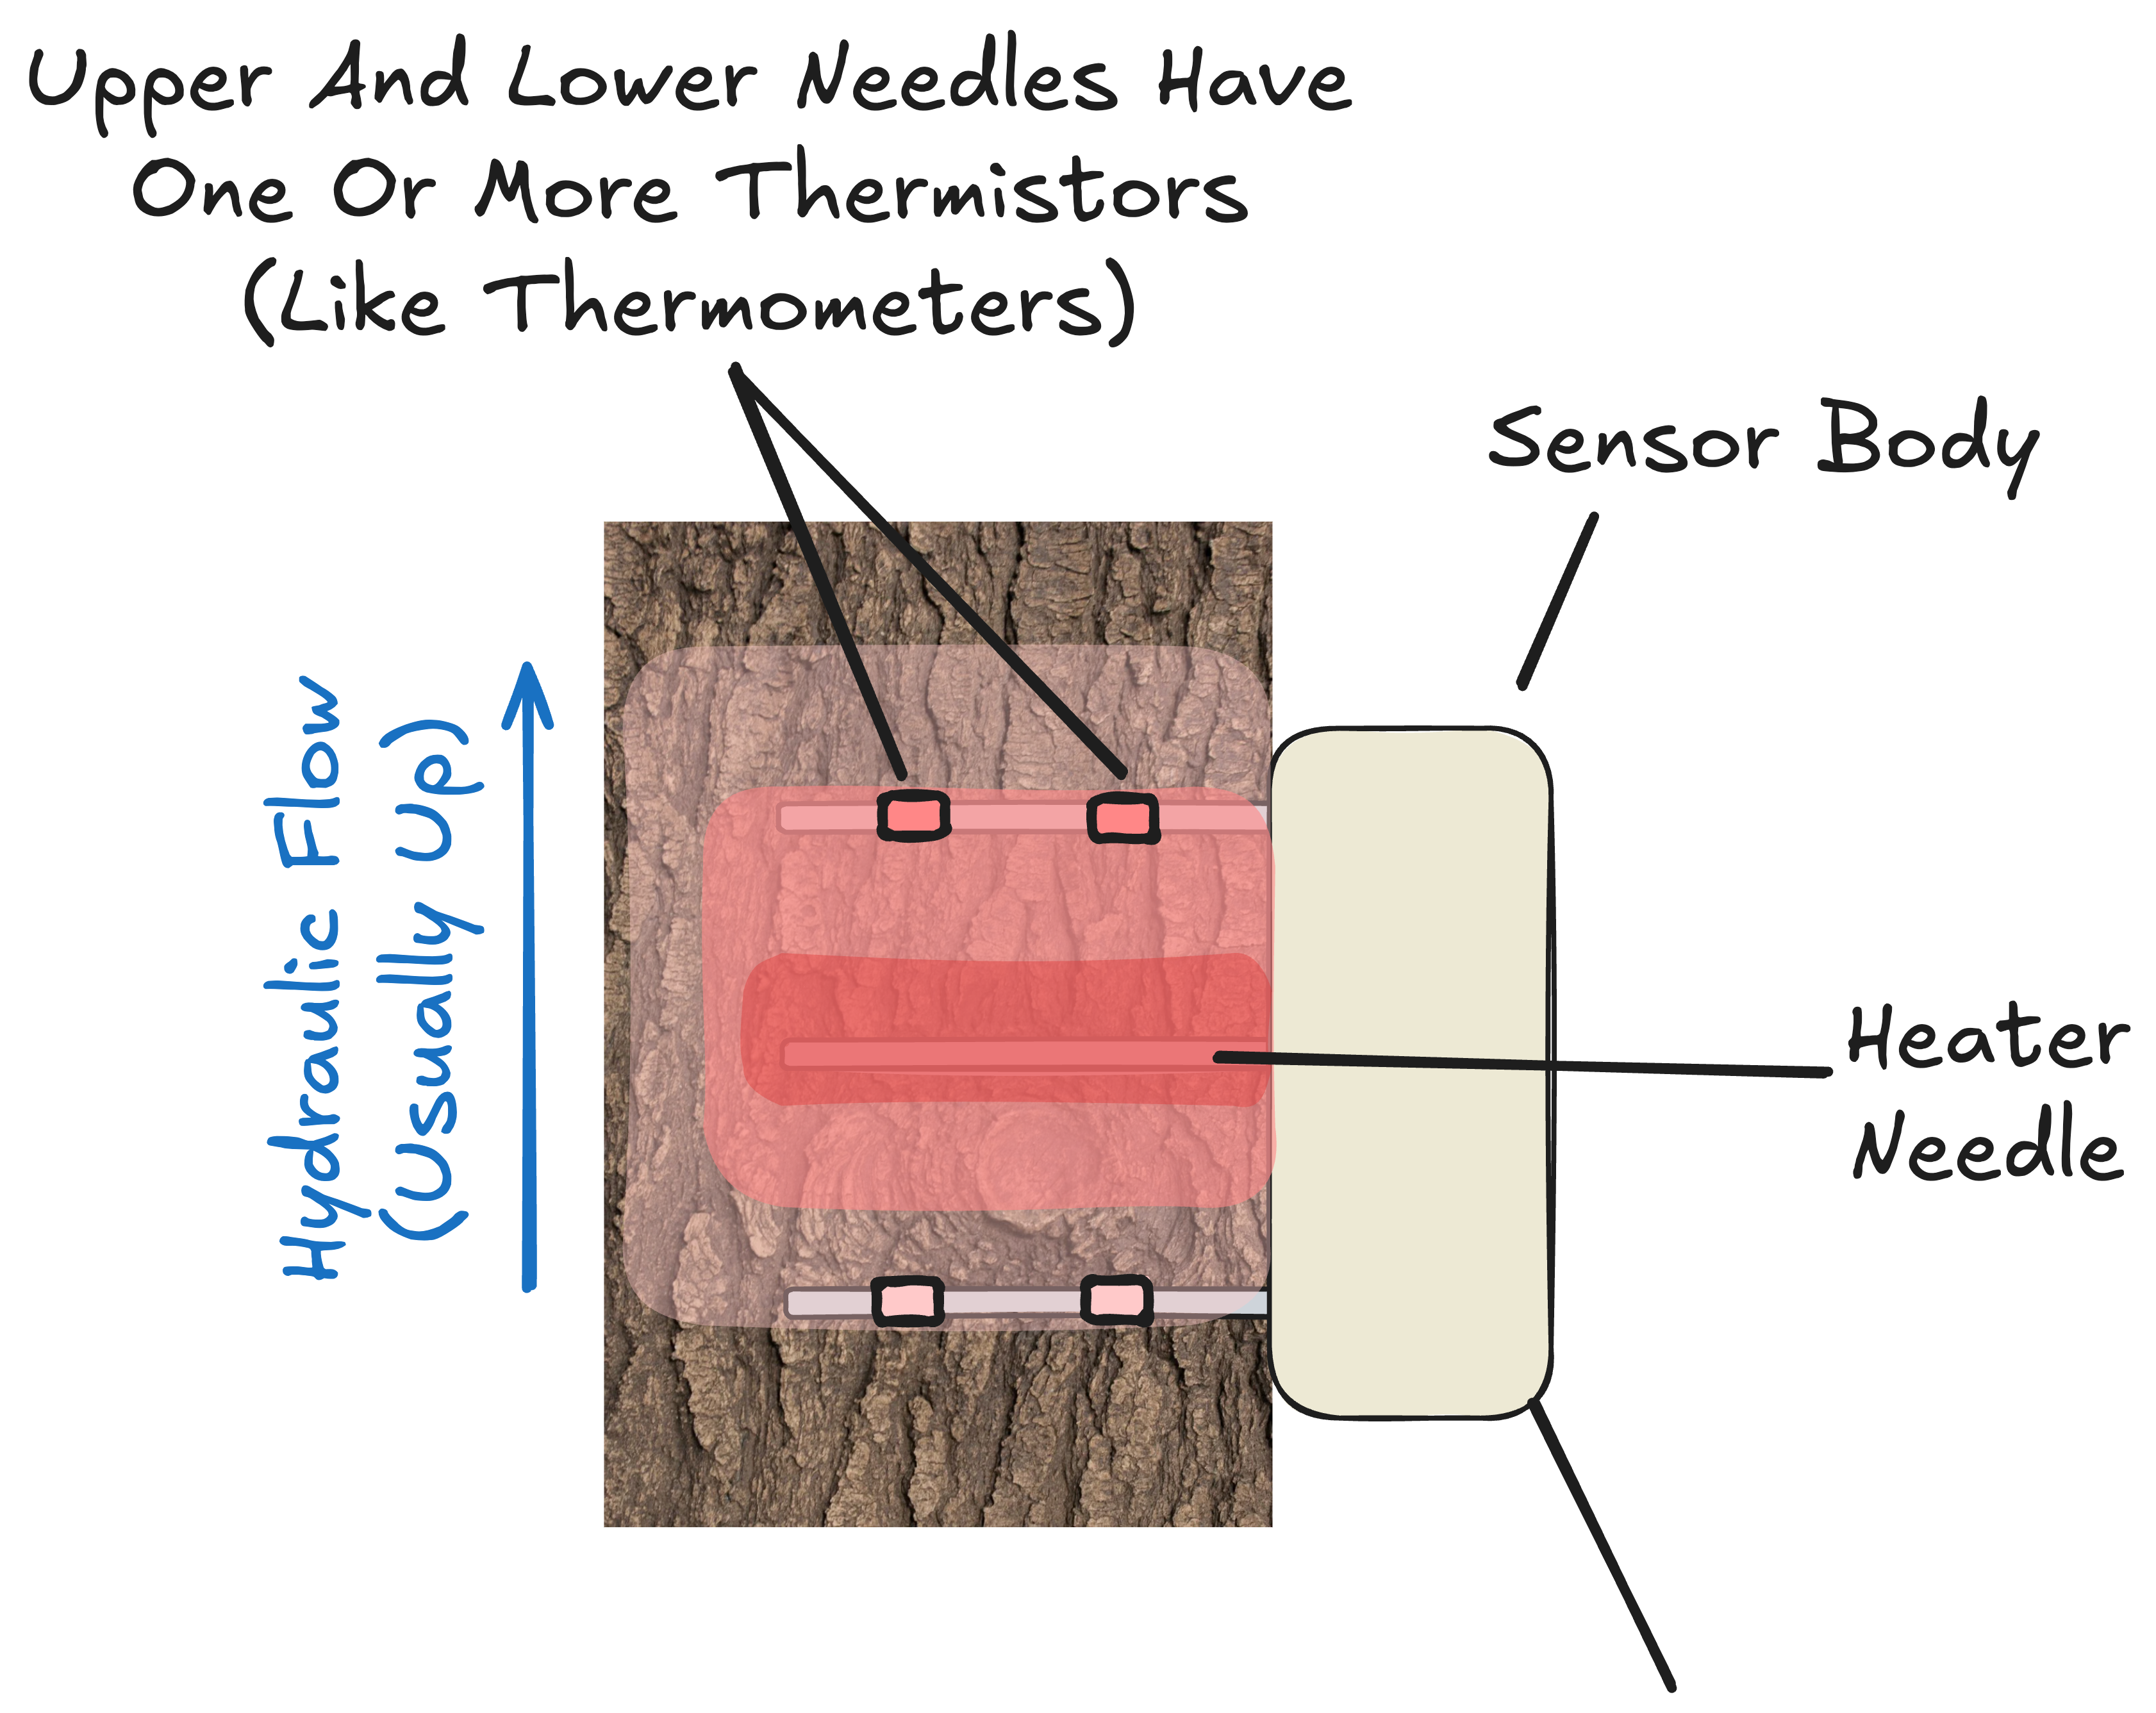 Upper And Lower Needles Have
One Or More Thermistors
(Like Thermometers)
Sensor Body
Hydraulic Flow
(Usually Up)
Heater
Needle